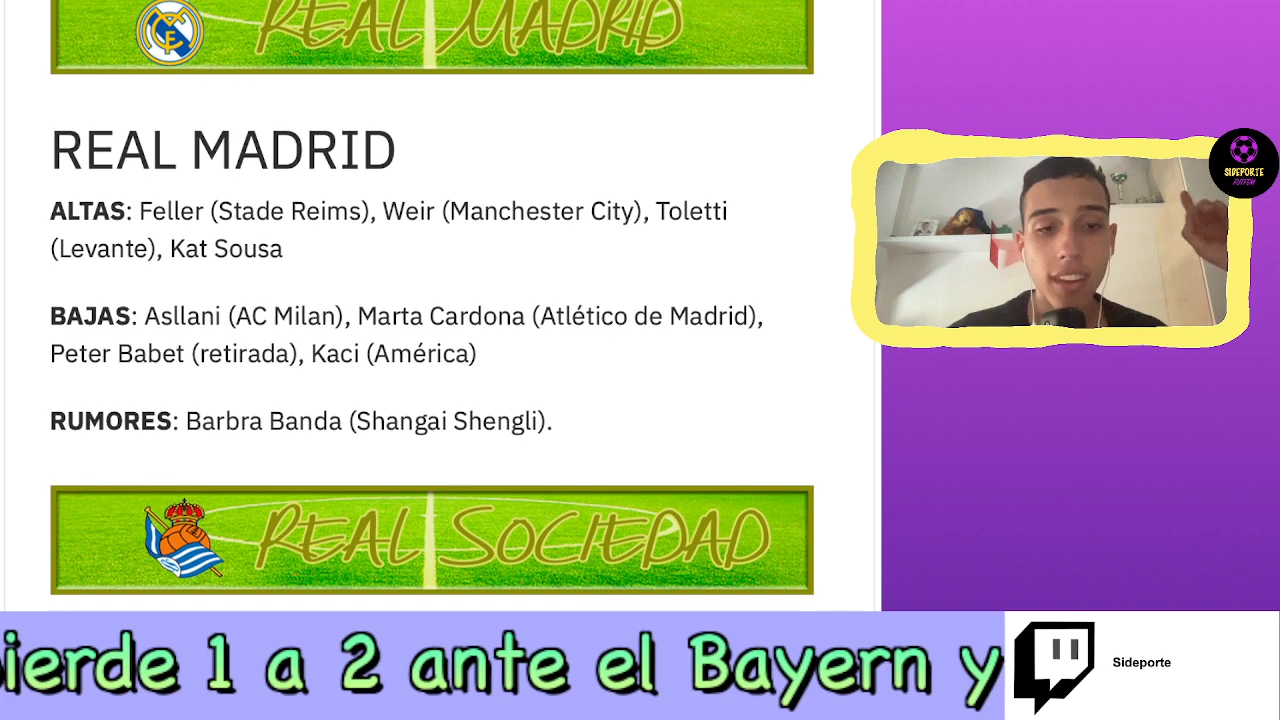 REAL MADRID
REAL MADRID
ALTAS: Feller (Stade Reims), Weir (Manchester City), Toletti
(Levante), Kat Sousa
BAJAS: Asllani (AC Milan), Marta Cardona (Atlético de Madrid),
Peter Babet (retirada), Kaci (América)
RUMORES: Barbra Banda (Shangai Shengli).
REAL SOCIEDAD
SIDEPORTE
FUTFEM
ierde 1 a 2 ante el Bayern y
Sideporte